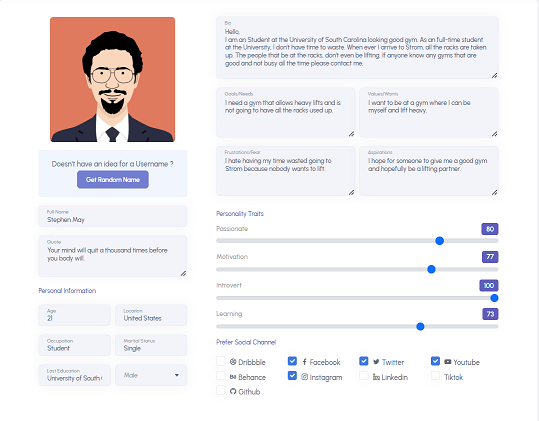 Doesn't have an idea for a Username ?
Get Random Name
Full Name
Stephen May
Quote
Your mind will quit a thousand times before
you body will.
Personal Information
Age
21
Location
United States
Occupation
Student
Marital Status
Single
Last Education
University of South
Male
Bio
Hello,
I am an Student at the University of South Carolina looking good gym. As an full-time student
at the University, I don't have time to waste. When ever I arrive to Strom, all the racks are taken
up. The people that be at the racks, don't even be lifting. If anyone know any gyms that are
good and not busy all the time please contact me.
Goals/Needs
I need a gym that allows heavy lifts and is
not going to have all the racks used up.
Values/Wants
I want to be at a gym where I can be
myself and lift heavy.
Frustrations/Fear
I hate having my time wasted going to
Strom because nobody wants to lift.
Aspirations
I hope for someone to give me a good gym
and hopefully be a lifting partner.
Personality Traits
Passionate 80
Motivation 77
Introvert 100
Learning 73
Prefer Social Channel
Dribbble Facebook Twitter Youtube
Behance Instagram Linkedin Tiktok
Github